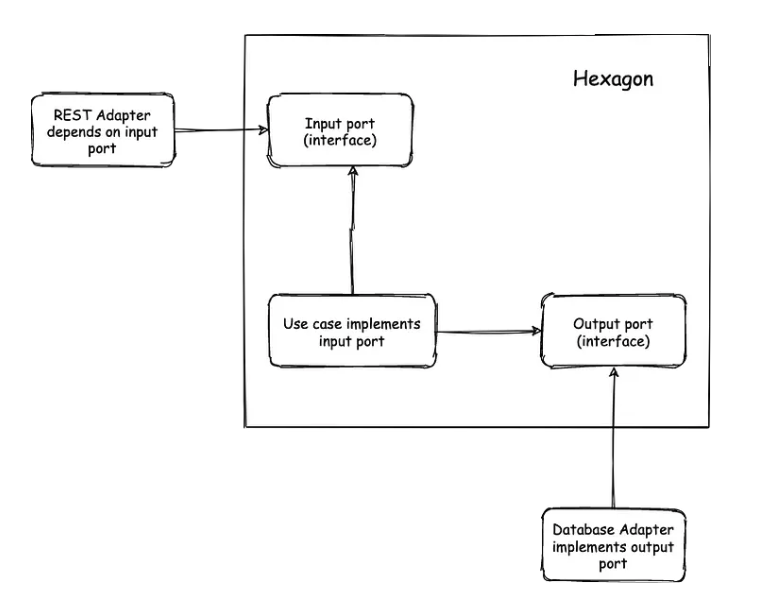 Hexagon
REST Adapter
depends on input
port
Input port
(interface)
Use case implements
input port
Output port
(interface)
Database Adapter
implements output
port